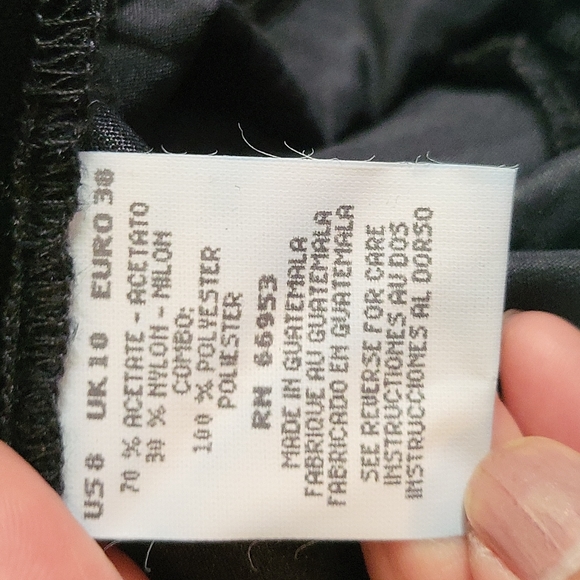 US 8 UK 10 EURO 38
70 % ACETATE - ACETATO
30 % NYLON - NILON
COMBO:
100 % POLYESTER
POLIESTER
RN 66953
MADE IN GUATEMALA
FABRIQUE AU GUATEMALA
FABRICADO EN GUATEMALA
SEE REVERSE FOR CARE
INSTRUCTIONES AU DOS
INSTRUCCIONES AL DORSO